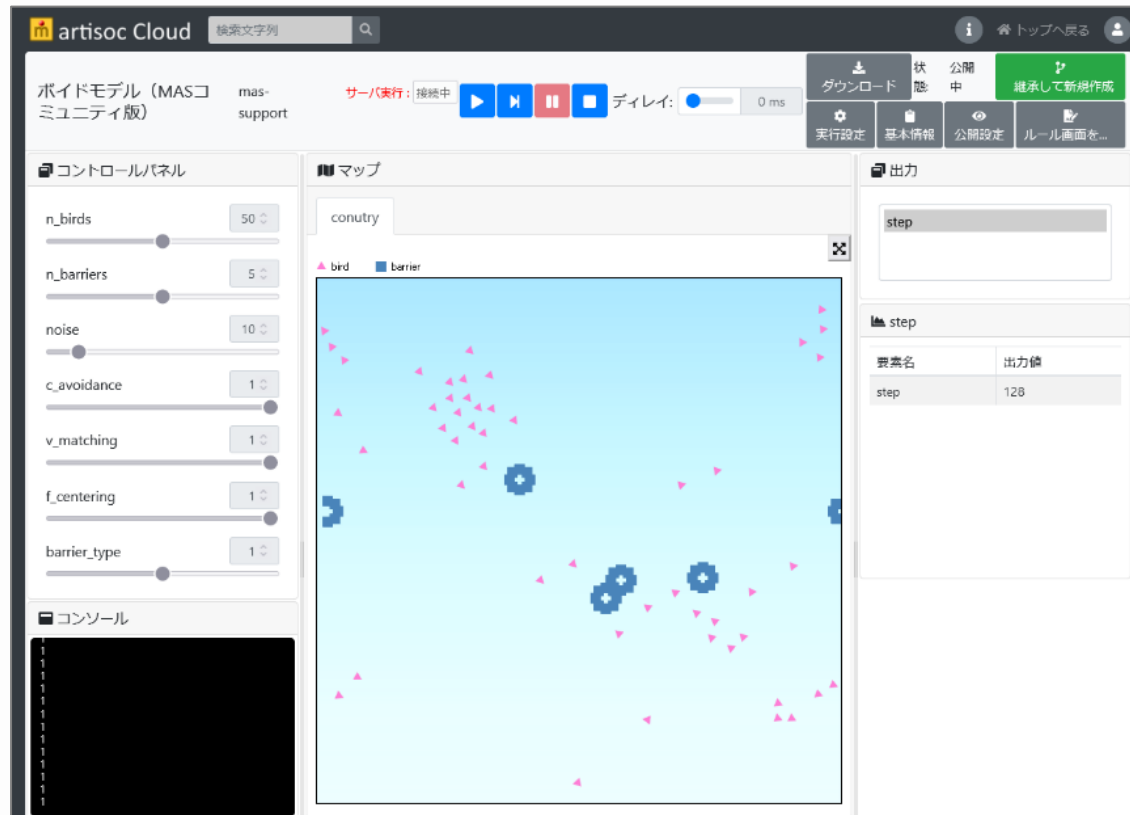 artisoc Cloud
検索文字列
トップへ戻る
ボイドモデル（MASコ
ミュニティ版）
mas-
support
サーバ実行：
接続中
ディレイ:
0 ms
ダウンロード
状
態:
公開
中
継承して新規作成
実行設定
基本情報
公開設定
ルール画面を...
コントロールパネル
n_birds
50
n_barriers
5
noise
10
c_avoidance
1
v_matching
1
f_centering
1
barrier_type
1
コンソール
1
1
1
1
1
1
1
1
1
1
1
1
1
1
マップ
conutry
bird
barrier
出力
step
step
要素名
出力値
step
128